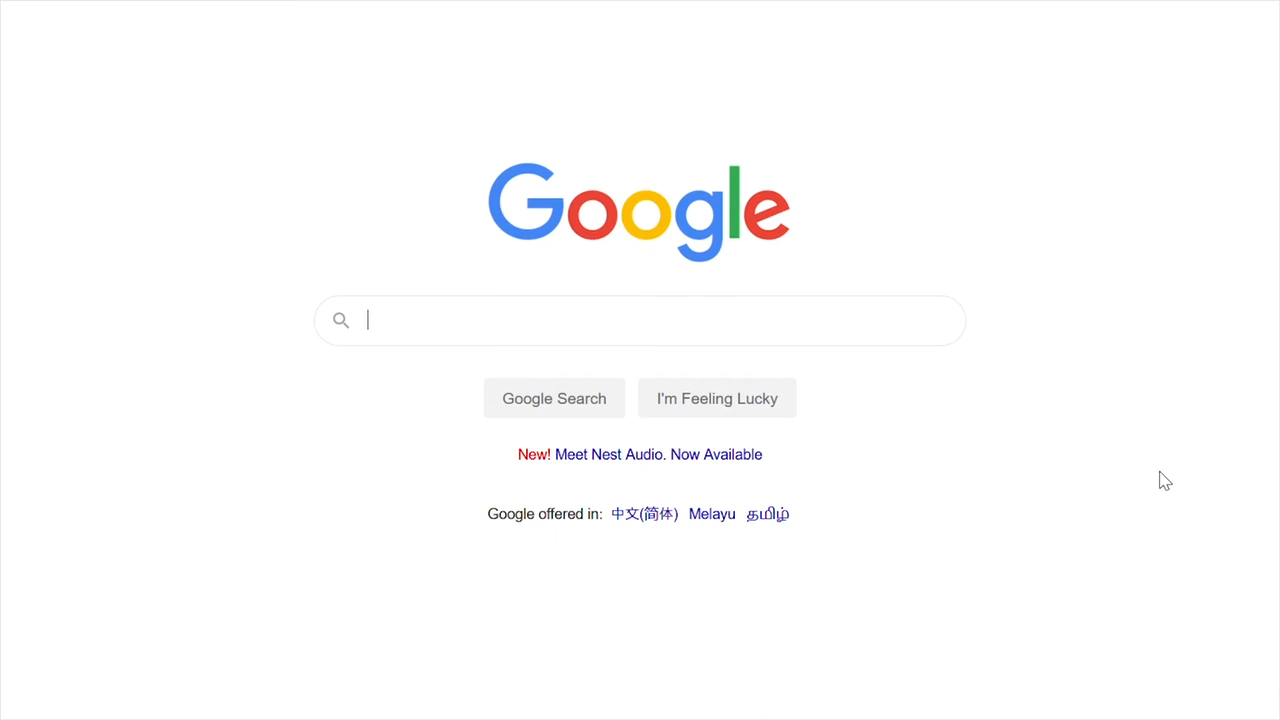 Google
Google Search
I'm Feeling Lucky
New! Meet Nest Audio. Now Available
Google offered in: 中文(简体) Melayu தமிழ்